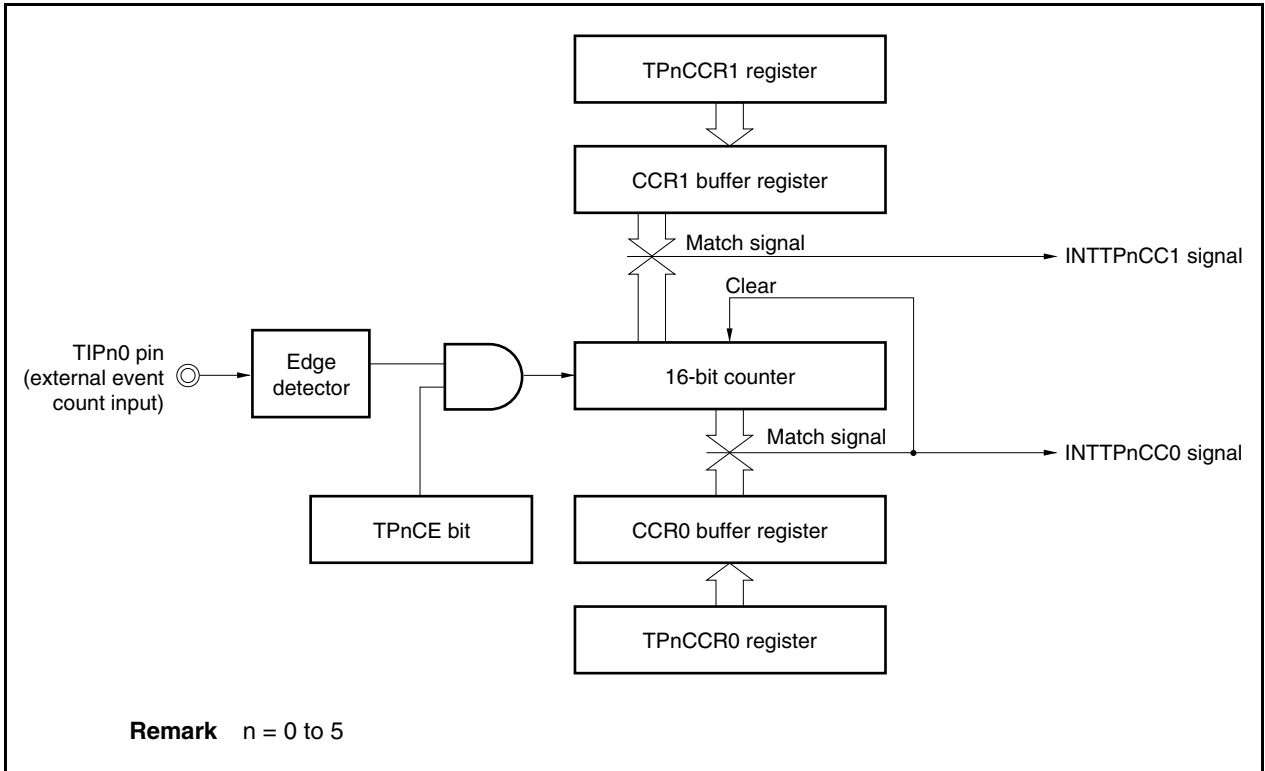 TPnCCR1 register
CCR1 buffer register
Match signal
INTTPnCC1 signal
Clear
TIPn0 pin
(external event
count input)
Edge
detector
16-bit counter
Match signal
INTTPnCC0 signal
TPnCE bit
CCR0 buffer register
TPnCCR0 register
Remark n = 0 to 5